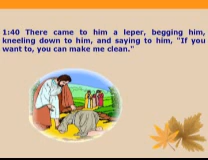 1:40 There came to him a leper, begging him,
kneeling down to him, and saying to him, "If you
want to, you can make me clean."